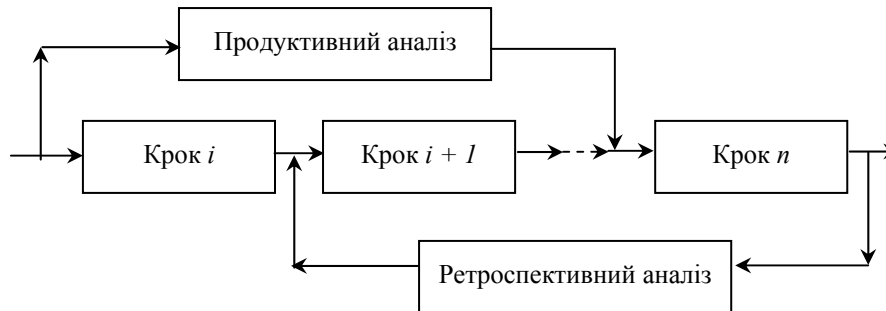 Продуктивний аналіз
Крок i
Крок i + 1
Крок n
Ретроспективний аналіз